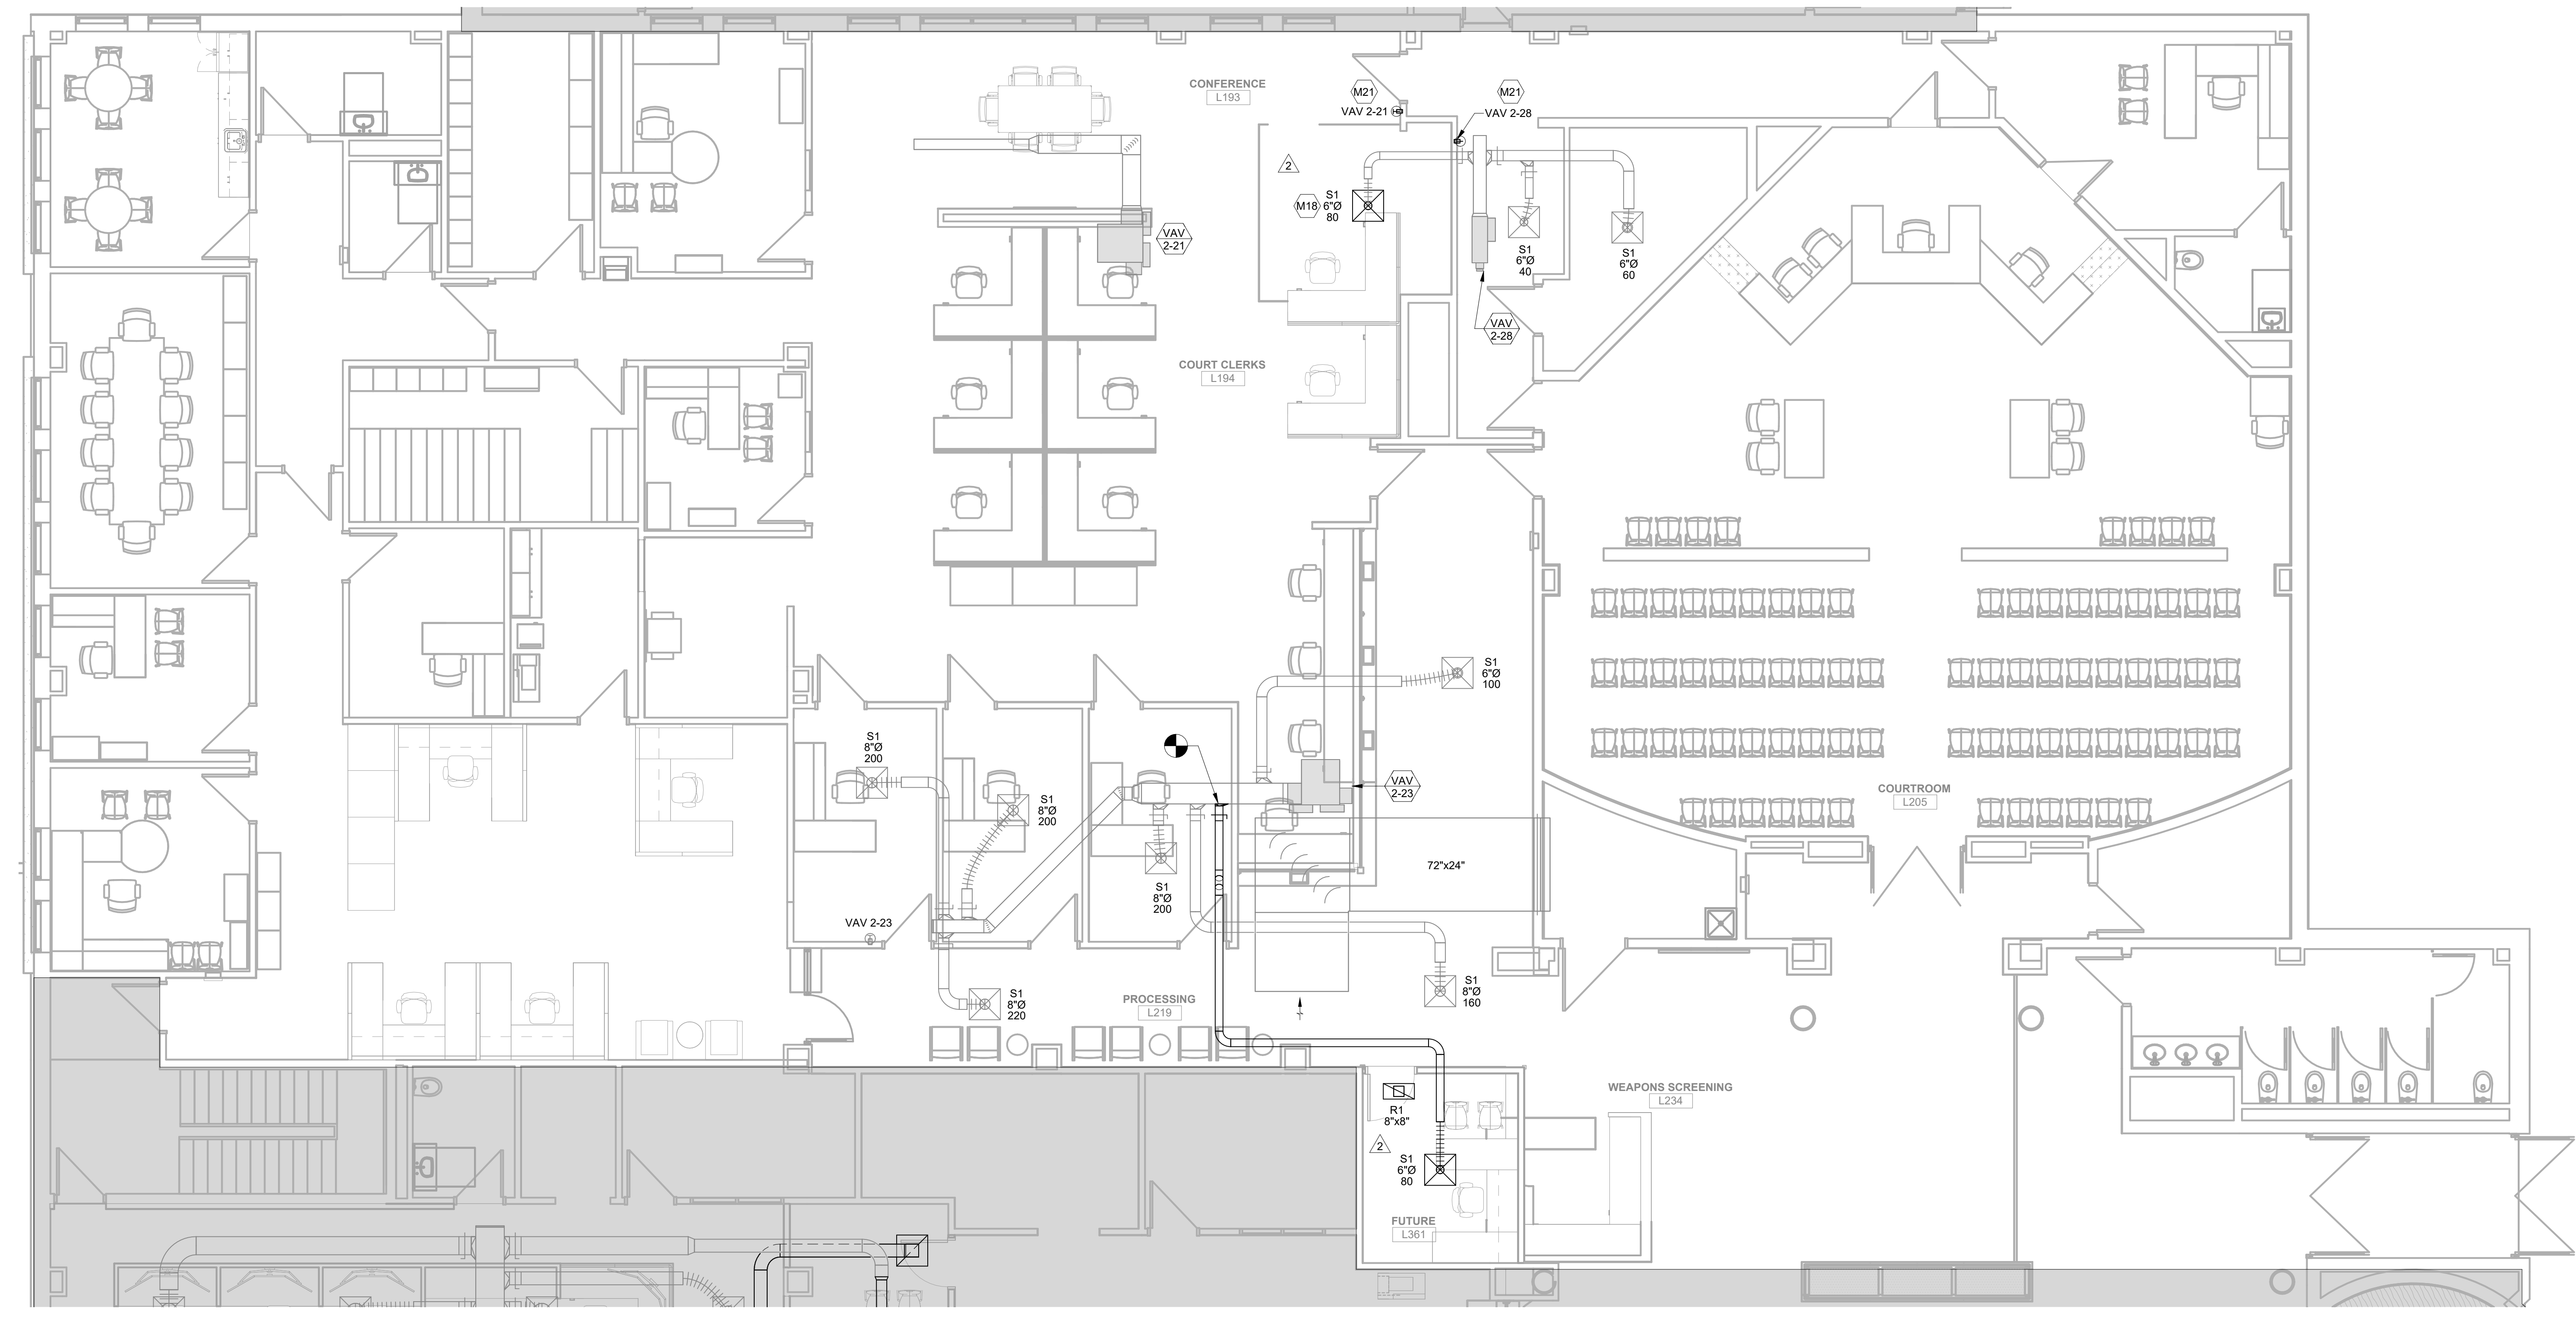 CONFERENCE
L193
M21
VAV 2-21
M21
VAV 2-28
2
M18
S1
6"Ø
80
VAV
2-21
S1
6"Ø
40
S1
6"Ø
60
VAV
2-28
COURT CLERKS
L194
S1
6"Ø
100
S1
8"Ø
200
S1
8"Ø
200
VAV
2-23
COURTROOM
L205
72"x24"
S1
8"Ø
200
VAV 2-23
S1
8"Ø
220
PROCESSING
L219
S1
8"Ø
160
R1
8"x8"
2
S1
6"Ø
80
WEAPONS SCREENING
L234
FUTURE
L361